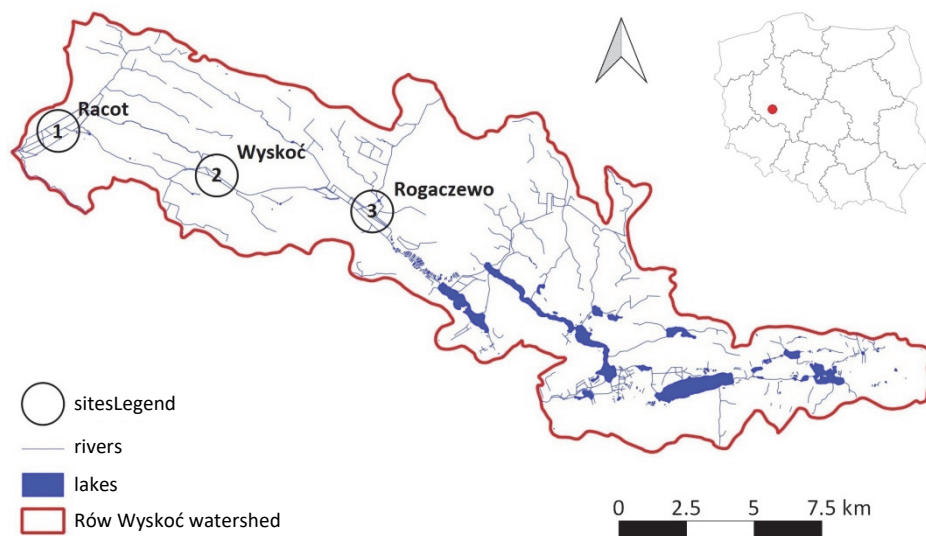 Racot
1
Wyskoć
2
Rogaczewo
3
sitesLegend
rivers
lakes
Rów Wyskoć watershed
0 2.5 5 7.5 km